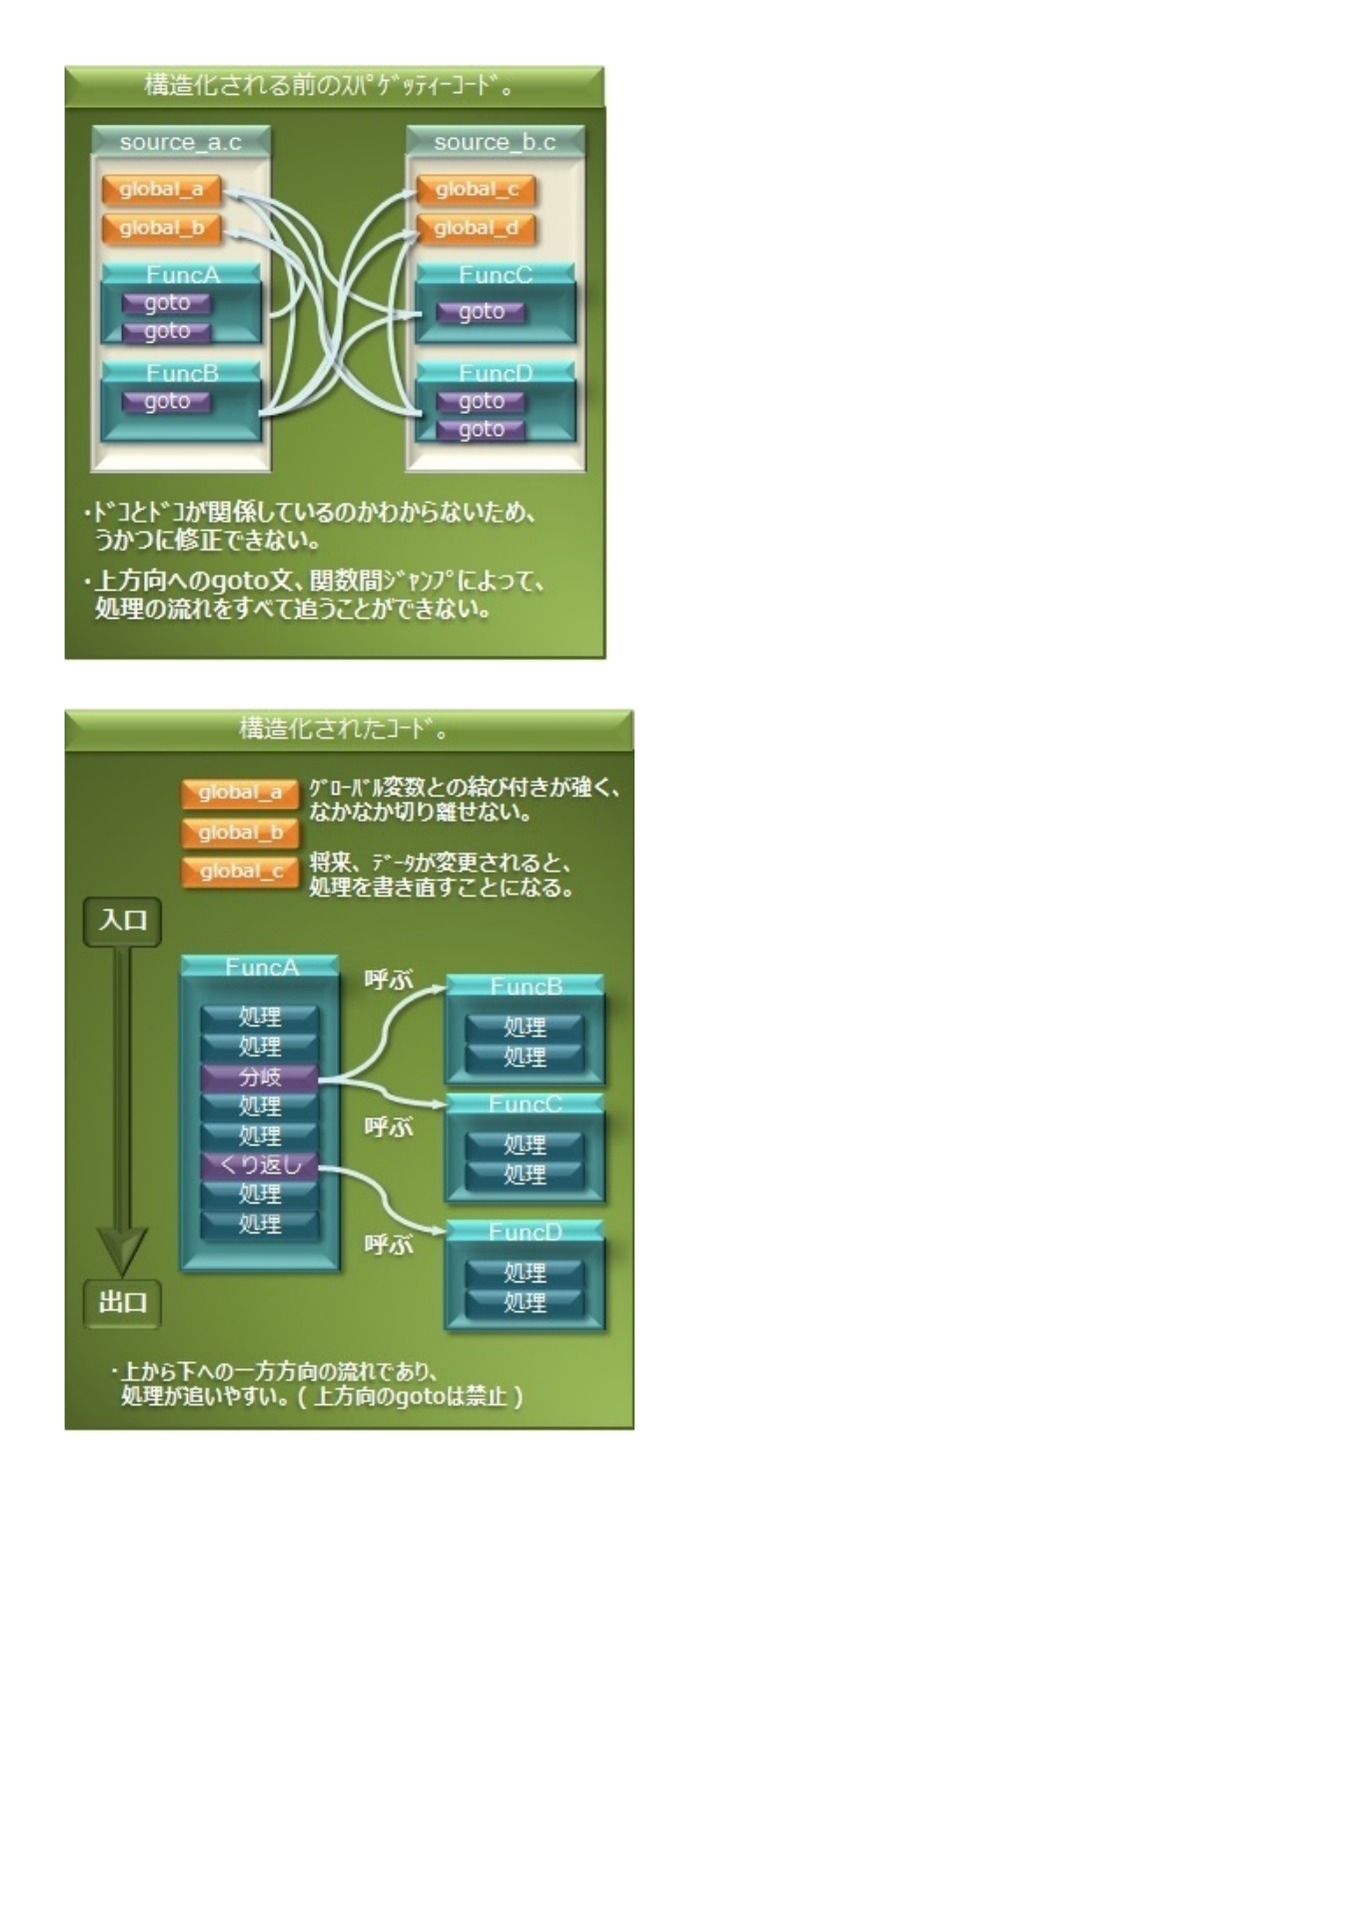 構造化される前のｽﾊﾟｹﾞｯﾃｨｰｺｰﾄﾞ。
source_a.c
global_a
global_b
FuncA
goto
goto
FuncB
goto
source_b.c
global_c
global_d
FuncC
goto
FuncD
goto
goto
・ﾄﾞｺとﾄﾞｺが関係しているのかわからないため、
うかつに修正できない。
・上方向へのgoto文、関数間ｼﾞｬﾝﾌﾟによって、
処理の流れをすべて追うことができない。
構造化されたｺｰﾄﾞ。
global_a
global_b
global_c
ｸﾞﾛｰﾊﾞﾙ変数との結び付きが強く、
なかなか切り離せない。
将来、ﾃﾞｰﾀが変更されると、
処理を書き直すことになる。
入口
出口
FuncA
処理
処理
分岐
処理
処理
くり返し
処理
処理
呼ぶ
FuncB
処理
処理
呼ぶ
FuncC
処理
処理
呼ぶ
FuncD
処理
処理
・上から下への一方方向の流れであり、
処理が追いやすい。( 上方向のgotoは禁止 )